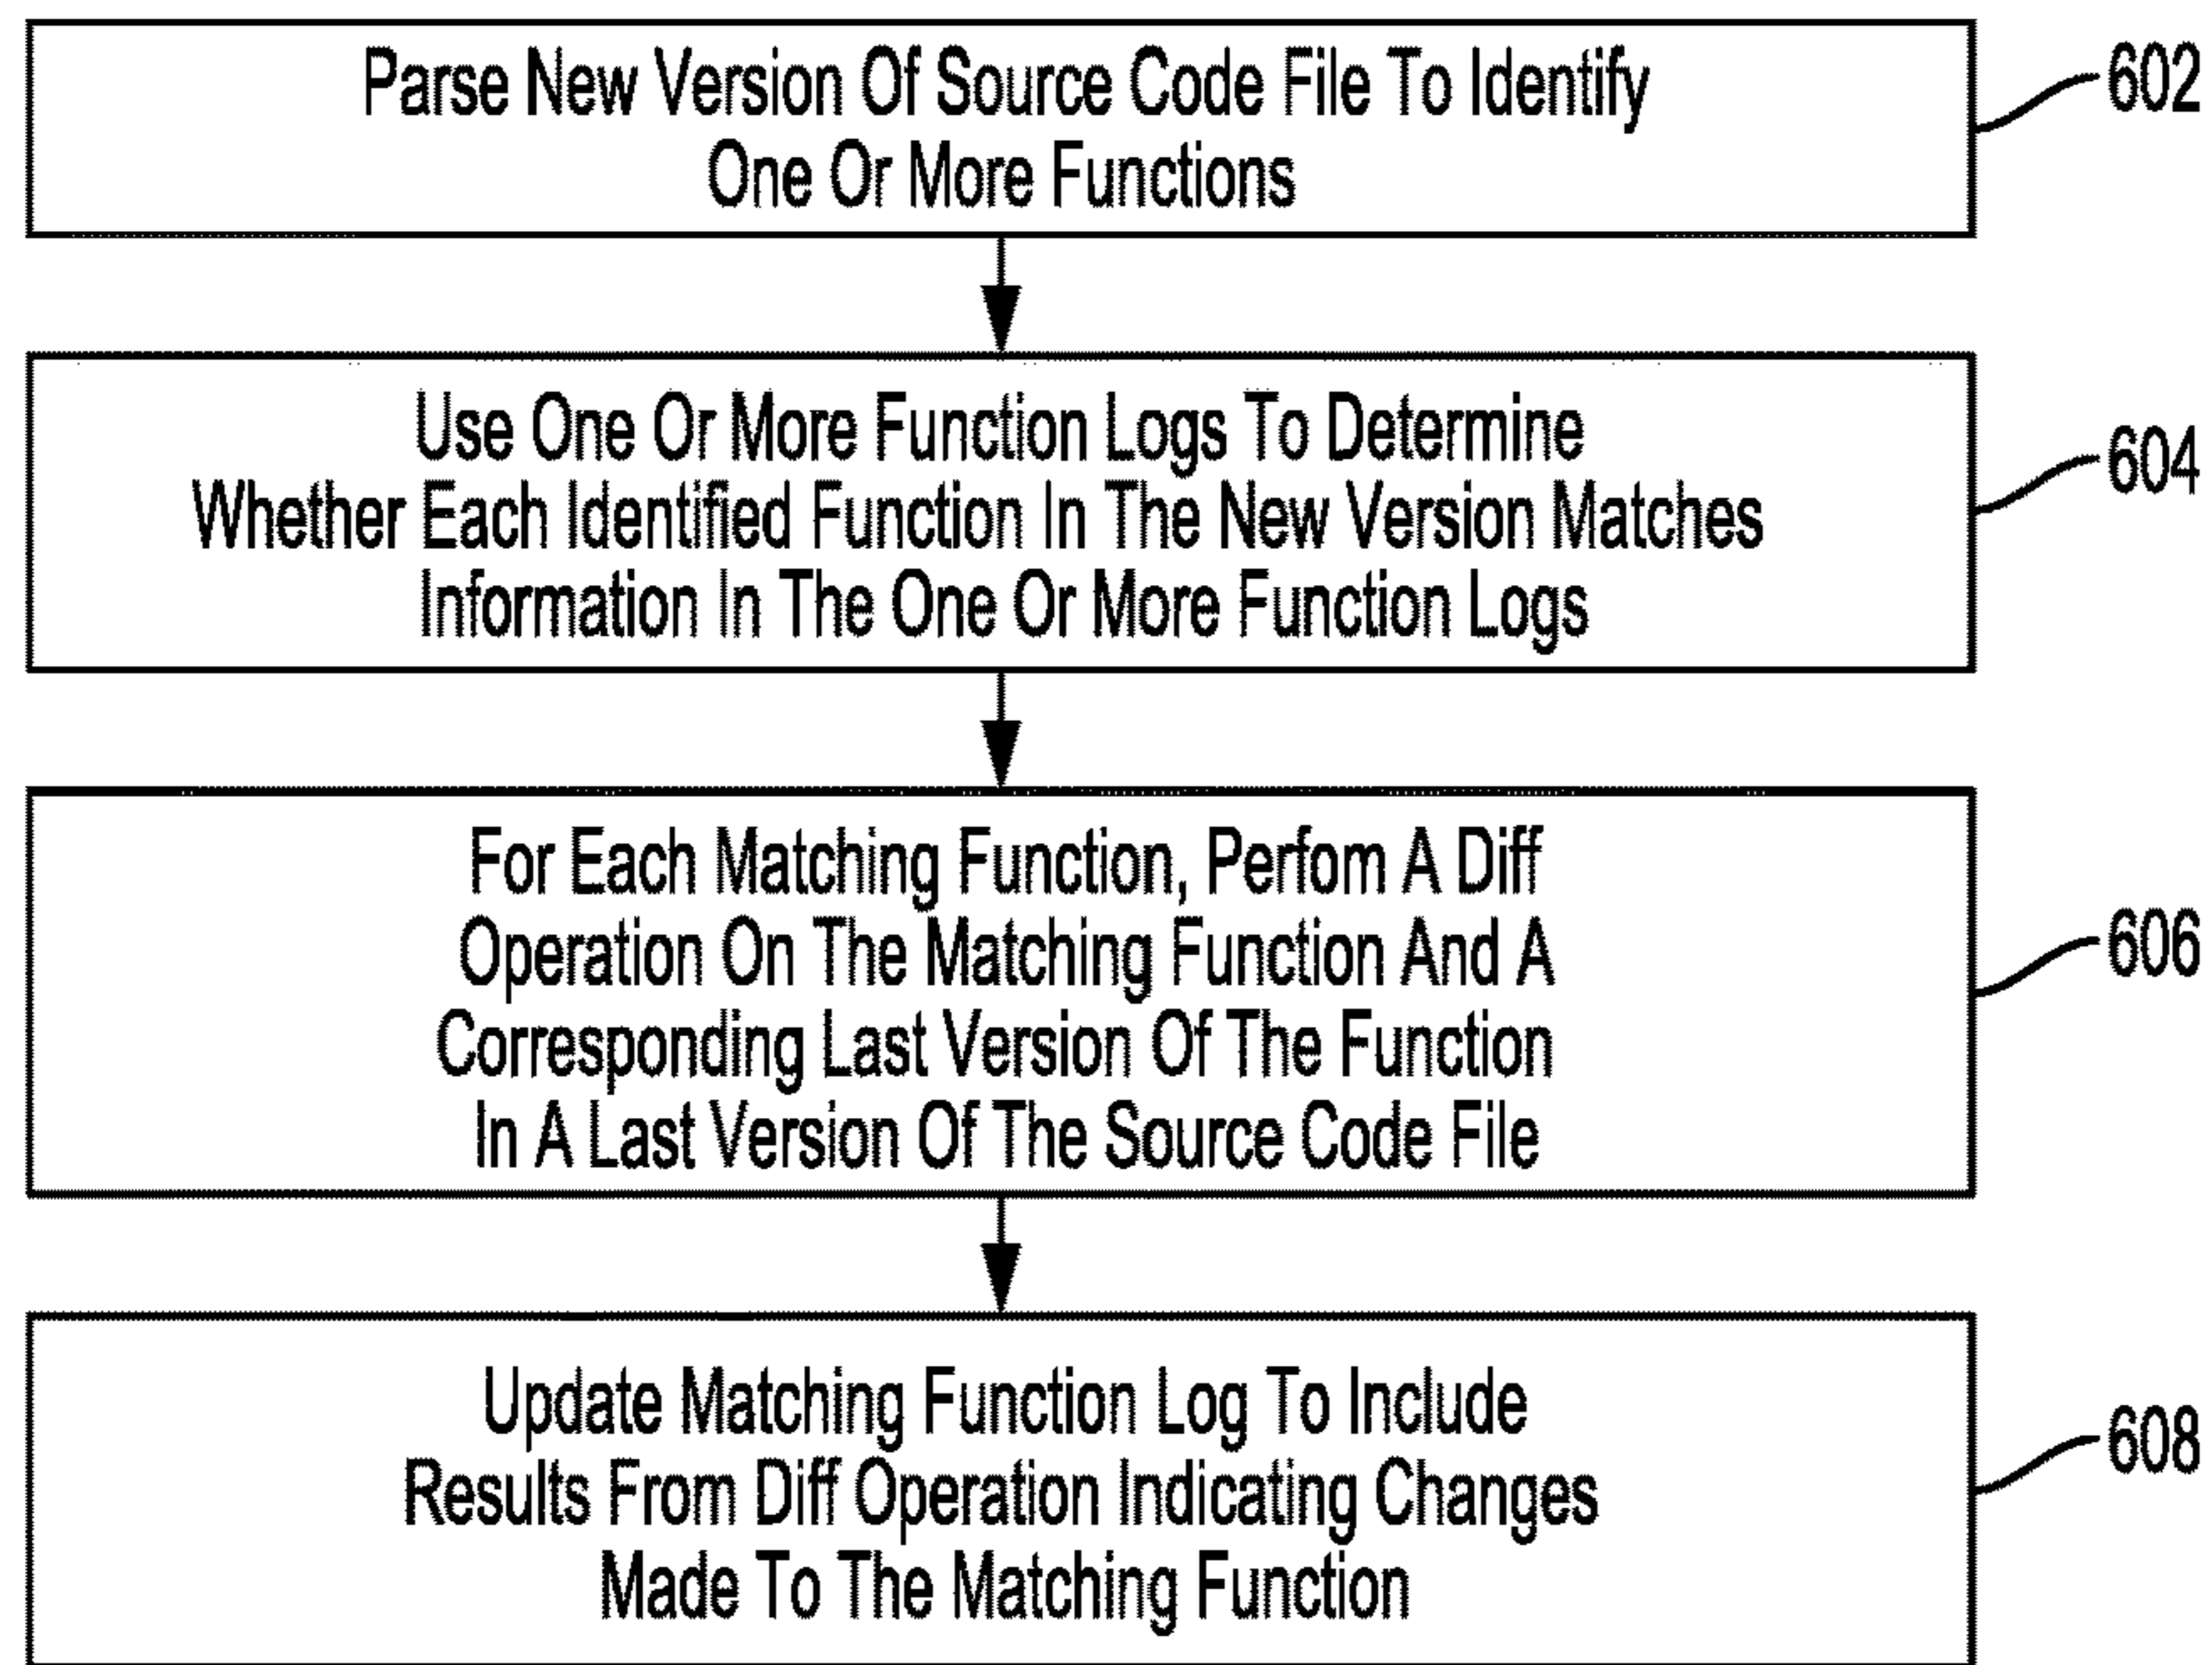 Parse New Version Of Source Code File To Identify
One Or More Functions
602
Use One Or More Function Logs To Determine
Whether Each Identified Function In The New Version Matches
Information In The One Or More Function Logs
604
For Each Matching Function, Perfom A Diff
Operation On The Matching Function And A
Corresponding Last Version Of The Function
In A Last Version Of The Source Code File
606
Update Matching Function Log To Include
Results From Diff Operation Indicating Changes
Made To The Matching Function
608